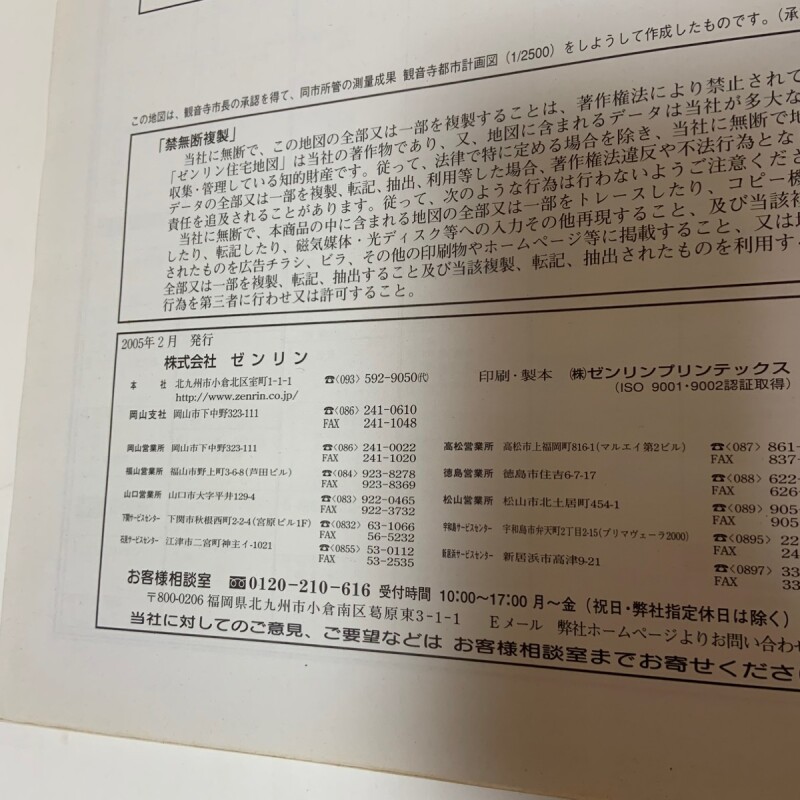 この地図は、観音寺市長の承認を得て、同市所管の測量成果 観音寺都市計画図（1/2500）をしようして作成したものです。（承
「禁無断複製」
当社に無断で、この地図の全部又は一部を複製することは、著作権法により禁止されて
「ゼンリン住宅地図」は当社の著作物であり、又、地図に含まれるデータは当社が多大な
収集・管理している知的財産です。従って、法律で特に定める場合を除き、当社に無断で地
データの全部又は一部を複製、転記、抽出、利用等した場合、著作権法違反や不法行為とな
責任を追及されることがあります。従って、次のような行為は行わないようご注意くださ
当社に無断で、本商品の中に含まれる地図の全部又は一部をトレースしたり、コピー機
したり、転記したり、磁気媒体・光ディスク等への入力その他再現すること、及び当該複
されたものを広告チラシ、ビラ、その他の印刷物やホームページ等に掲載すること、又は地
全部又は一部を複製、転記、抽出すること及び当該複製、転記、抽出されたものを利用す
行為を第三者に行わせ又は許可すること。
2005年2月 発行
株式会社 ゼンリン
本 社 北九州市小倉北区室町1-1-1 ☎〈093〉592-9050㈹
http://www.zenrin.co.jp/
印刷・製本 ㈱ゼンリンプリンテックス
（ISO 9001・9002認証取得）
岡山支社 岡山市下中野323-111 ☎〈086〉241-0610
FAX 241-1048
岡山営業所 岡山市下中野323-111 ☎〈086〉241-0022
FAX 241-1020
福山営業所 福山市野上町3-6-8（芦田ビル） ☎〈084〉923-8278
FAX 923-8369
山口営業所 山口市大字平井129-4 ☎〈083〉922-0465
FAX 922-3732
下関サービスセンター 下関市秋根西町2-2-4（宮原ビル1F） ☎〈0832〉63-1066
FAX 56-5232
石見サービスセンター 江津市二宮町神主イ-1021 ☎〈0855〉53-0112
FAX 53-2535
高松営業所 高松市上福岡町816-1（マルエイ第2ビル） ☎〈087〉861-
FAX 837-
徳島営業所 徳島市住吉6-7-17 ☎〈088〉622-
FAX 626-
松山営業所 松山市北土居町454-1 ☎〈089〉905-
FAX 905-
宇和島サービスセンター 宇和島市弁天町2丁目2-15（プリマヴェーラ2000） ☎〈0895〉22
FAX 24
新居浜サービスセンター 新居浜市高津9-21 ☎〈0897〉33
FAX 33
お客様相談室 0120-210-616 受付時間 10:00～17:00 月～金（祝日・弊社指定休日は除く）
〒800-0206 福岡県北九州市小倉南区葛原東3-1-1 Eメール 弊社ホームページよりお問い合わせ
当社に対してのご意見、ご要望などは お客様相談室までお寄せくださ